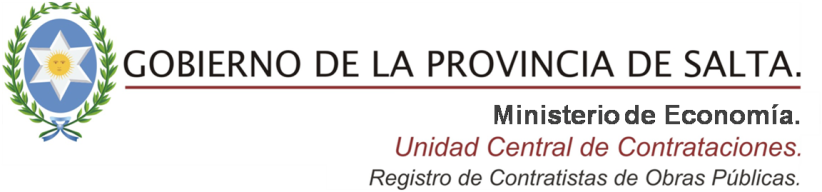 GOBIERNO DE LA PROVINCIA DE SALTA.
Ministerio de Economía.
Unidad Central de Contrataciones.
Registro de Contratistas de Obras Públicas.